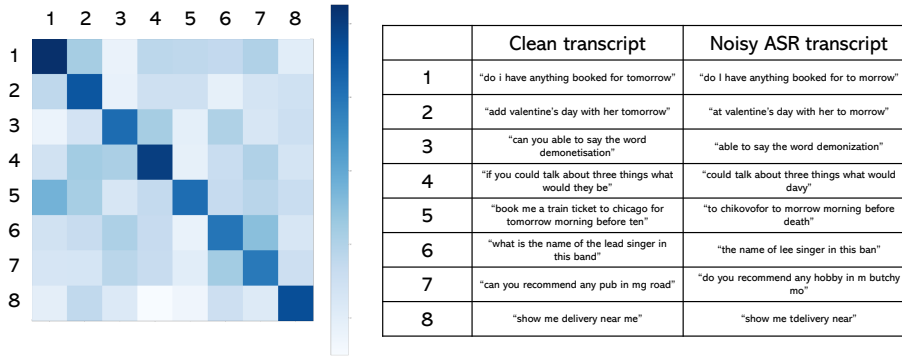 1 2 3 4 5 6 7 8
1
2
3
4
5
6
7
8
Clean transcript Noisy ASR transcript
1 “do i have anything booked for tomorrow” “do I have anything booked for to morrow”
2 “add valentine’s day with her tomorrow” “at valentine’s day with her to morrow”
3 “can you able to say the word “able to say the word demonization”
demonetisation”
4 “if you could talk about three things what “could talk about three things what would
would they be” davy”
5 “book me a train ticket to chicago for “to chikovofor to morrow morning before
tomorrow morning before ten” death”
6 “what is the name of the lead singer in “the name of lee singer in this ban”
this band”
7 “can you recommend any pub in mg road” “do you recommend any hobby in m butchy
mo”
8 “show me delivery near me” “show me tdelivery near”